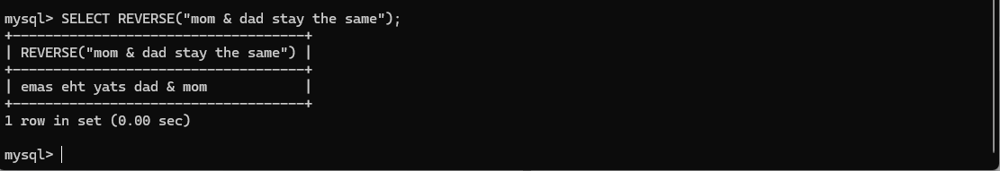 mysql> SELECT REVERSE("mom & dad stay the same");
+-----------------------------------+
| REVERSE("mom & dad stay the same") |
+-----------------------------------+
| emas eht yats dad & mom            |
+-----------------------------------+
1 row in set (0.00 sec)
mysql>